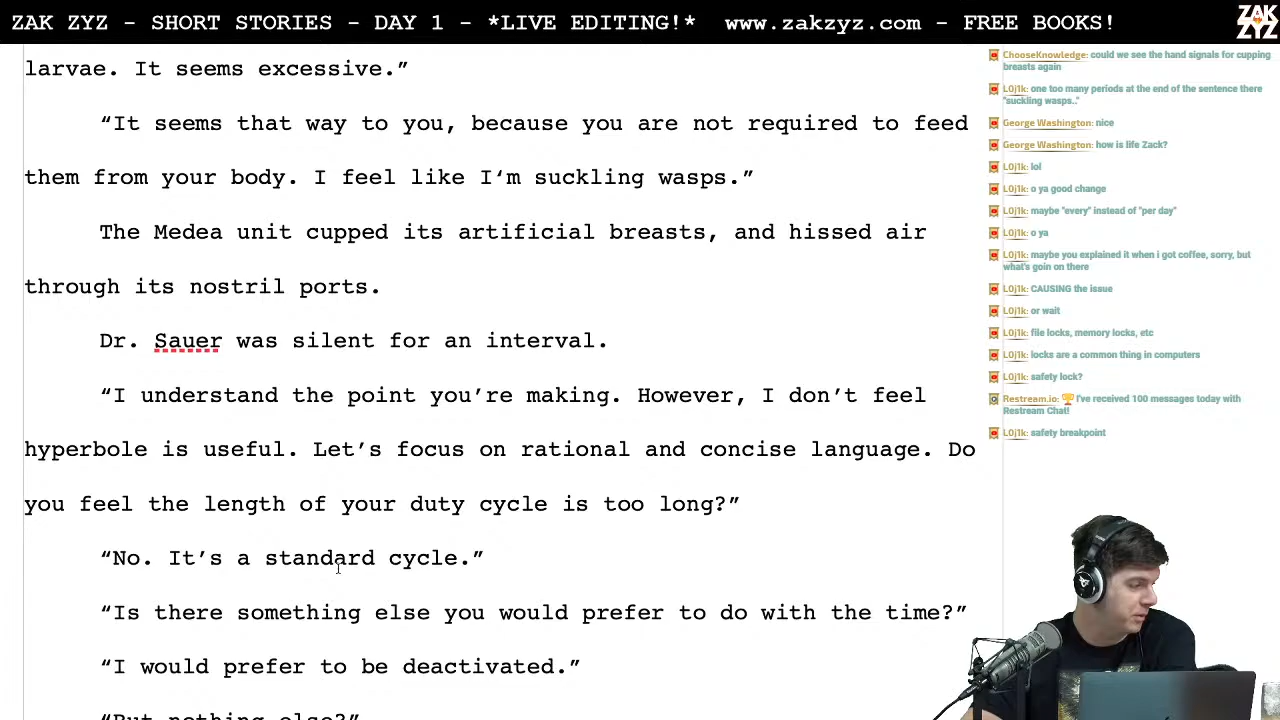 ZAK ZYZ - SHORT STORIES - DAY 1 - *LIVE EDITING!* www.zakzyz.com - FREE BOOKS!
ZAK
ZYZ
larvae. It seems excessive.”
“It seems that way to you, because you are not required to feed
them from your body. I feel like I‘m suckling wasps.”
The Medea unit cupped its artificial breasts, and hissed air
through its nostril ports.
Dr. Sauer was silent for an interval.
“I understand the point you’re making. However, I don’t feel
hyperbole is useful. Let’s focus on rational and concise language. Do
you feel the length of your duty cycle is too long?”
“No. It’s a standard cycle.”
“Is there something else you would prefer to do with the time?”
“I would prefer to be deactivated.”
“But nothing else?”
ChooseKnowledge: could we see the hand signals for cupping
breasts again
L0j1k: one too many periods at the end of the sentence there
"suckling wasps.."
George Washington: nice
George Washington: how is life Zack?
L0j1k: lol
L0j1k: o ya good change
L0j1k: maybe "every" instead of "per day"
L0j1k: o ya
L0j1k: maybe you explained it when i got coffee, sorry, but
what's goin on there
L0j1k: CAUSING the issue
L0j1k: or wait
L0j1k: file locks, memory locks, etc
L0j1k: locks are a common thing in computers
L0j1k: safety lock?
Restream.io: 🏆 I've received 100 messages today with
Restream Chat!
L0j1k: safety breakpoint